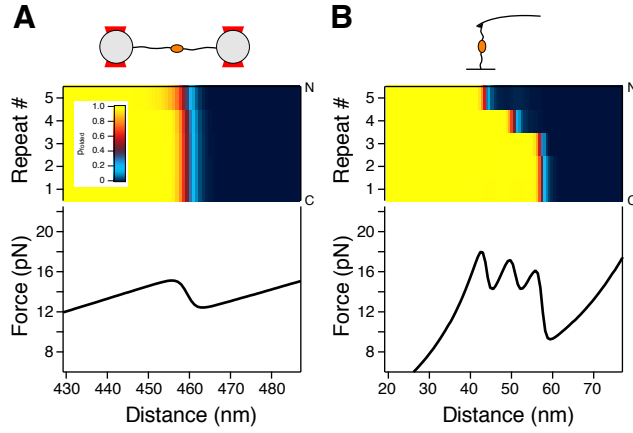 A
B
Repeat #
5
4
3
2
1
1.0
0.8
0.6
0.4
0.2
0
Pfolded
N
C
Repeat #
5
4
3
2
1
N
C
Force (pN)
20
16
12
8
430
440
450
460
470
480
Distance (nm)
Force (pN)
20
16
12
8
20
30
40
50
60
70
Distance (nm)